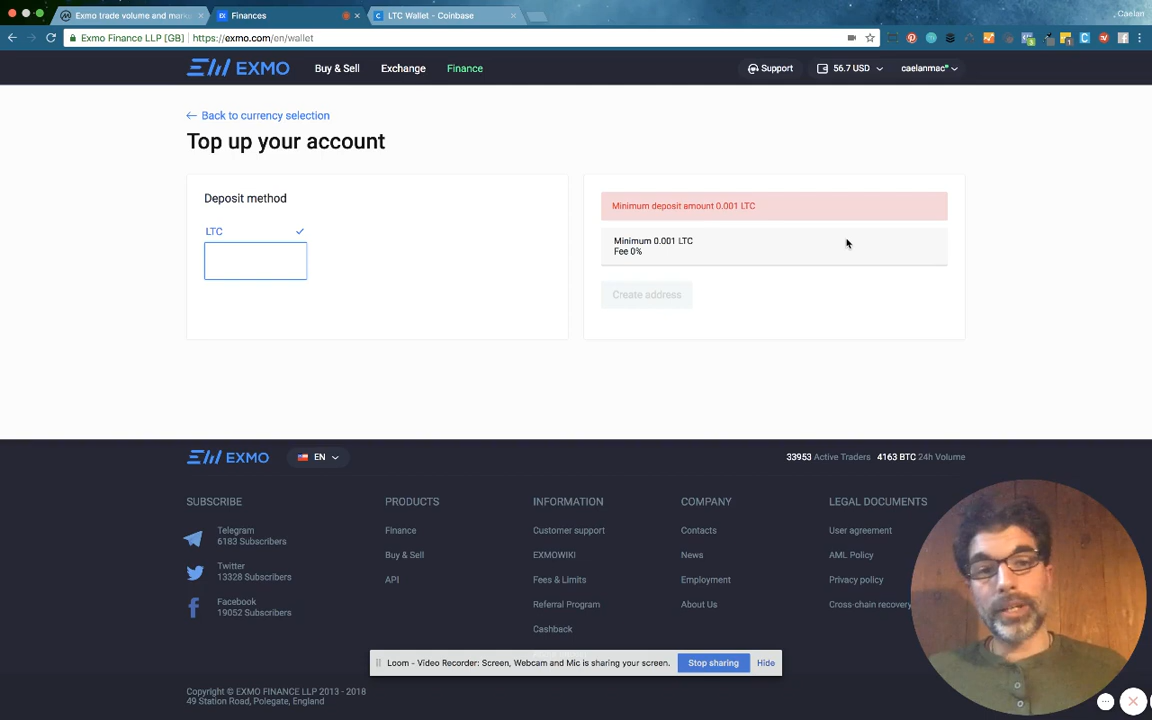 Exmo trade volume and mark
Finances
LTC Wallet - Coinbase
Caelan
Exmo Finance LLP [GB]
https://exmo.com/en/wallet
EXMO
Buy & Sell
Exchange
Finance
Support
56.7 USD
caelanmac
← Back to currency selection
Top up your account
Deposit method
LTC
Minimum deposit amount 0.001 LTC
Minimum 0.001 LTC
Fee 0%
Create address
EXMO
EN
33953 Active Traders 4163 BTC 24h Volume
SUBSCRIBE
Telegram
6183 Subscribers
Twitter
13328 Subscribers
Facebook
19052 Subscribers
PRODUCTS
Finance
Buy & Sell
API
INFORMATION
Customer support
EXMOWIKI
Fees & Limits
Referral Program
Cashback
COMPANY
Contacts
News
Employment
About Us
LEGAL DOCUMENTS
User agreement
AML Policy
Privacy policy
Cross-chain recovery
Loom - Video Recorder: Screen, Webcam and Mic is sharing your screen.
Stop sharing
Hide
Copyright © EXMO FINANCE LLP 2013 - 2018
49 Station Road, Polegate, England